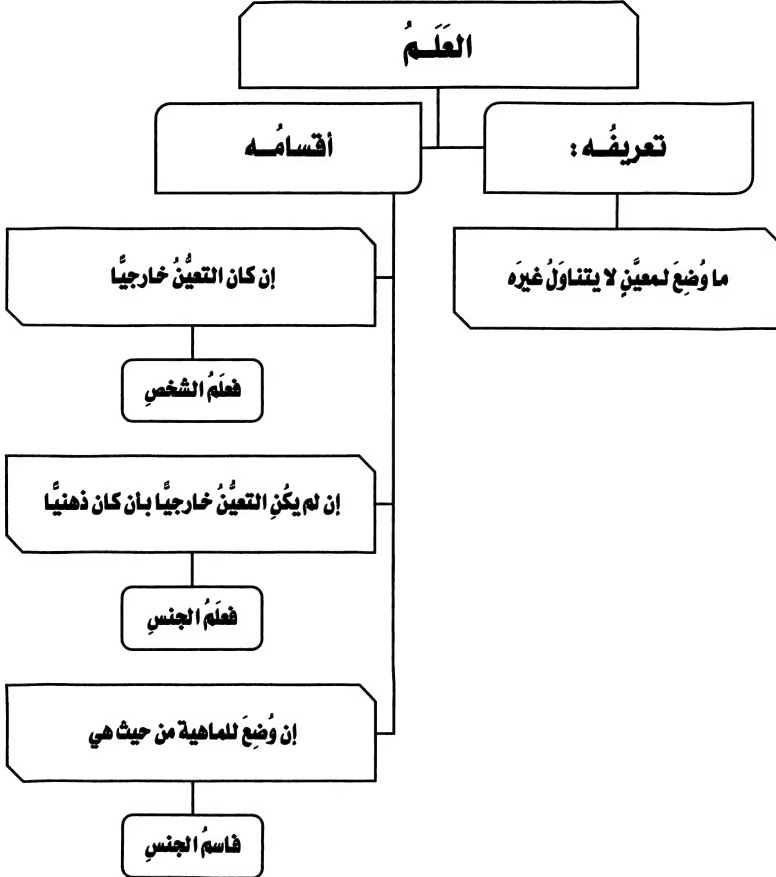 العَلَـمُ
تعريفُـه :
أقسامُـه
ما وُضِعَ لمعيَّنٍ لا يتناوَلُ غيرَه
إن كان التعيُّنُ خارجيًّا
فعلَمُ الشخصِ
إن لم يكُنِ التعيُّنُ خارجيًّا بأن كان ذهنيًّا
فعلَمُ الجنسِ
إن وُضِعَ للماهية من حيث هي
فاسمُ الجنسِ